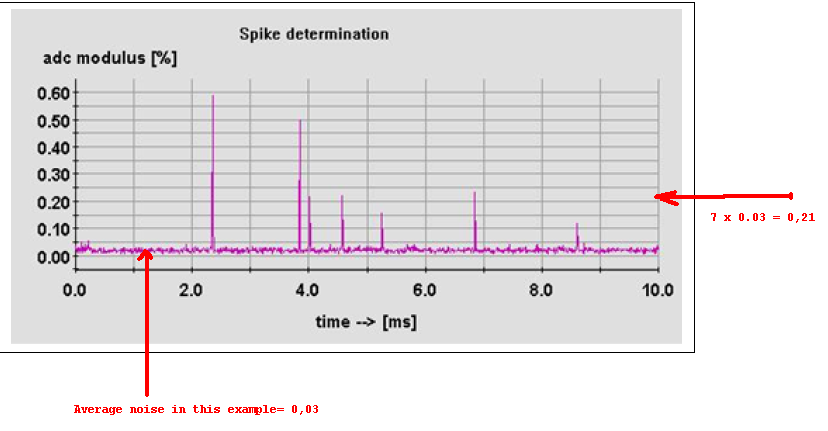 Spike determination
adc modulus [%]
0.60
0.50
0.40
0.30
0.20
0.10
0.00
0.0 2.0 4.0 6.0 8.0 10.0
time --> [ms]
7 x 0.03 = 0,21
Average noise in this example= 0,03